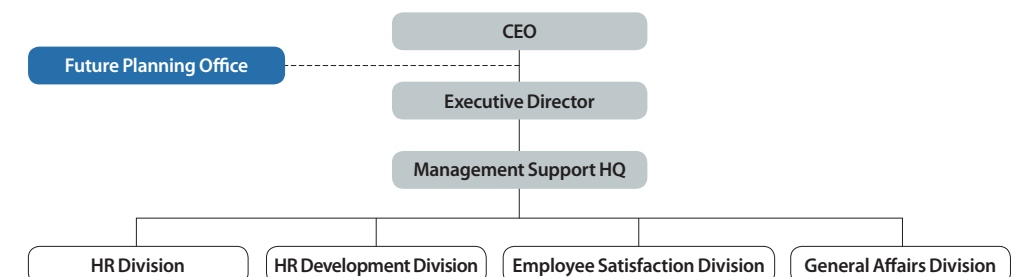 CEO
Future Planning Office
Executive Director
Management Support HQ
HR Division
HR Development Division
Employee Satisfaction Division
General Affairs Division